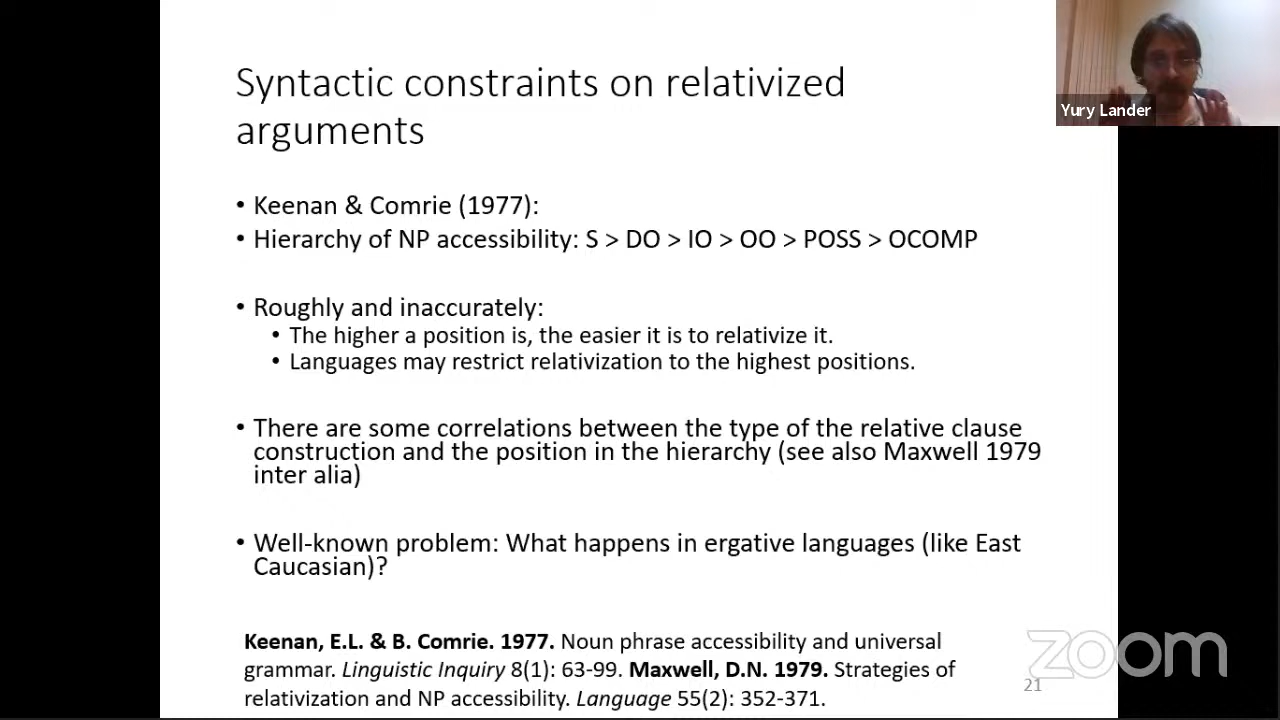 Syntactic constraints on relativized
arguments
Yury Lander
• Keenan & Comrie (1977):
• Hierarchy of NP accessibility: S > DO > IO > OO > POSS > OCOMP
• Roughly and inaccurately:
• The higher a position is, the easier it is to relativize it.
• Languages may restrict relativization to the highest positions.
• There are some correlations between the type of the relative clause
construction and the position in the hierarchy (see also Maxwell 1979
inter alia)
• Well-known problem: What happens in ergative languages (like East
Caucasian)?
Keenan, E.L. & B. Comrie. 1977. Noun phrase accessibility and universal
grammar. Linguistic Inquiry 8(1): 63-99. Maxwell, D.N. 1979. Strategies of
relativization and NP accessibility. Language 55(2): 352-371.
zoom
21